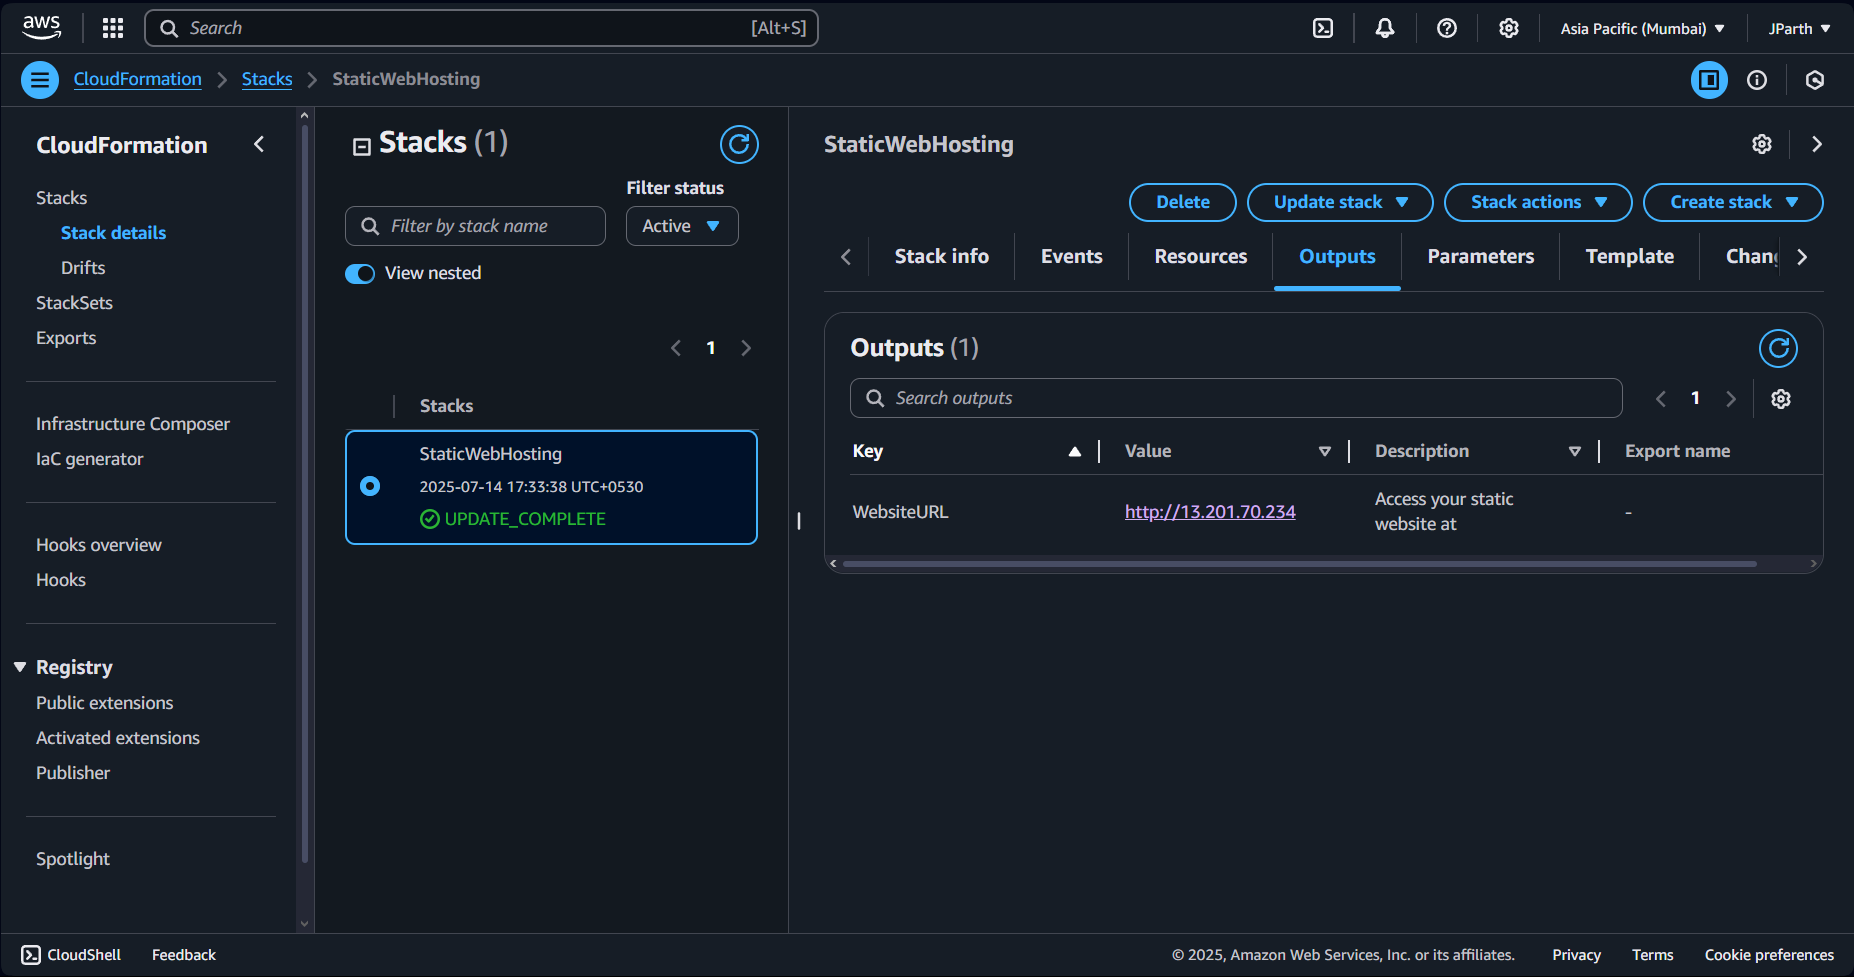 aws
Search [Alt+S]
Asia Pacific (Mumbai)
JParth
CloudFormation
Stacks
StaticWebHosting
CloudFormation
Stacks
Stack details
Drifts
StackSets
Exports
Infrastructure Composer
IaC generator
Hooks overview
Hooks
Registry
Public extensions
Activated extensions
Publisher
Spotlight
Stacks (1)
Filter status
Filter by stack name
Active
View nested
1
Stacks
StaticWebHosting
2025-07-14 17:33:38 UTC+0530
UPDATE_COMPLETE
StaticWebHosting
Delete
Update stack
Stack actions
Create stack
Stack info
Events
Resources
Outputs
Parameters
Template
Chang
Outputs (1)
Search outputs
1
Key
Value
Description
Export name
WebsiteURL
http://13.201.70.234
Access your static
website at
-
CloudShell
Feedback
© 2025, Amazon Web Services, Inc. or its affiliates.
Privacy
Terms
Cookie preferences